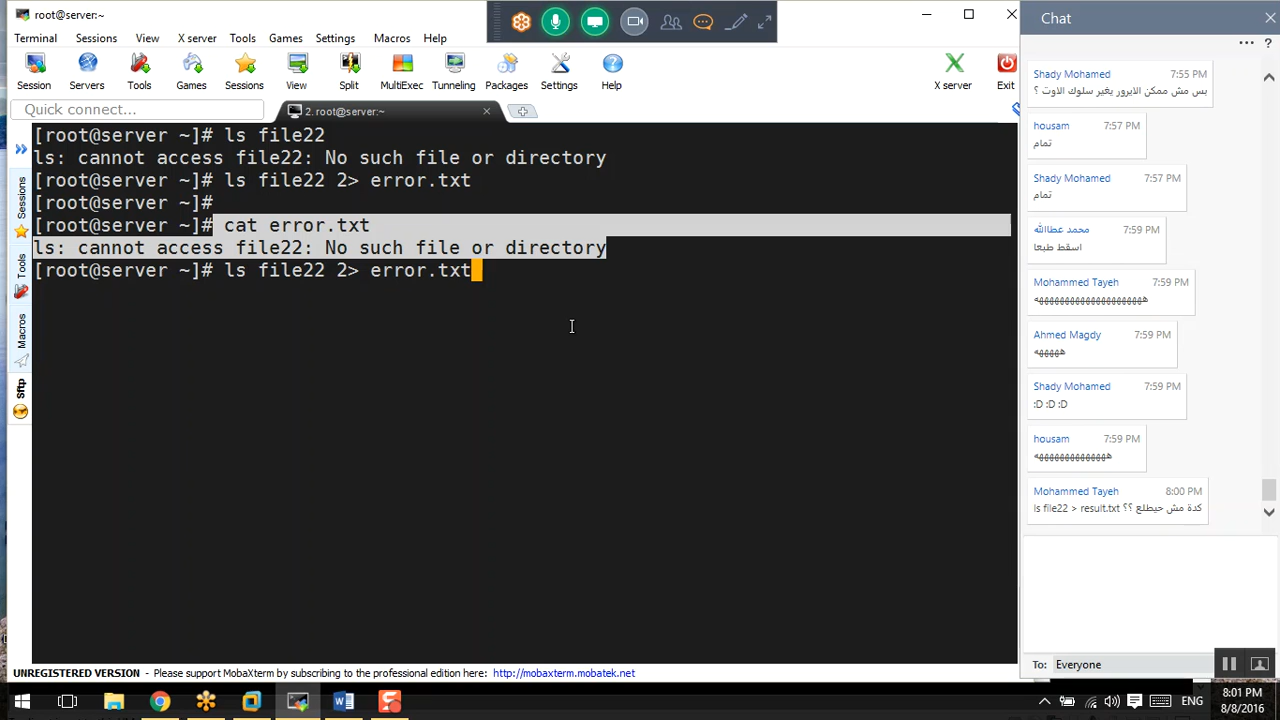 root@server:~
Terminal Sessions View X server Tools Games Settings Macros Help
Session Servers Tools Games Sessions View Split MultiExec Tunneling Packages Settings Help X server Exit
Quick connect...
2. root@server:~
[root@server ~]# ls file22
ls: cannot access file22: No such file or directory
[root@server ~]# ls file22 2> error.txt
[root@server ~]#
[root@server ~]# cat error.txt
ls: cannot access file22: No such file or directory
[root@server ~]# ls file22 2> error.txt
Sessions
Tools
Macros
Sftp
UNREGISTERED VERSION - Please support MobaXterm by subscribing to the professional edition here: http://mobaxterm.mobatek.net
Chat
Shady Mohamed 7:55 PM
بس مش ممكن الايرور يغير سلوك الاوت ؟
housam 7:57 PM
تمام
Shady Mohamed 7:57 PM
تمام
محمد عطاالله 7:59 PM
اسقط طبعا
Mohammed Tayeh 7:59 PM
Ahmed Magdy 7:59 PM
Shady Mohamed 7:59 PM
:D :D :D
housam 7:59 PM
Mohammed Tayeh 8:00 PM
ls file22 > result.txt كدة مش حيطلع ؟؟
To: Everyone
ENG
8:01 PM
8/8/2016